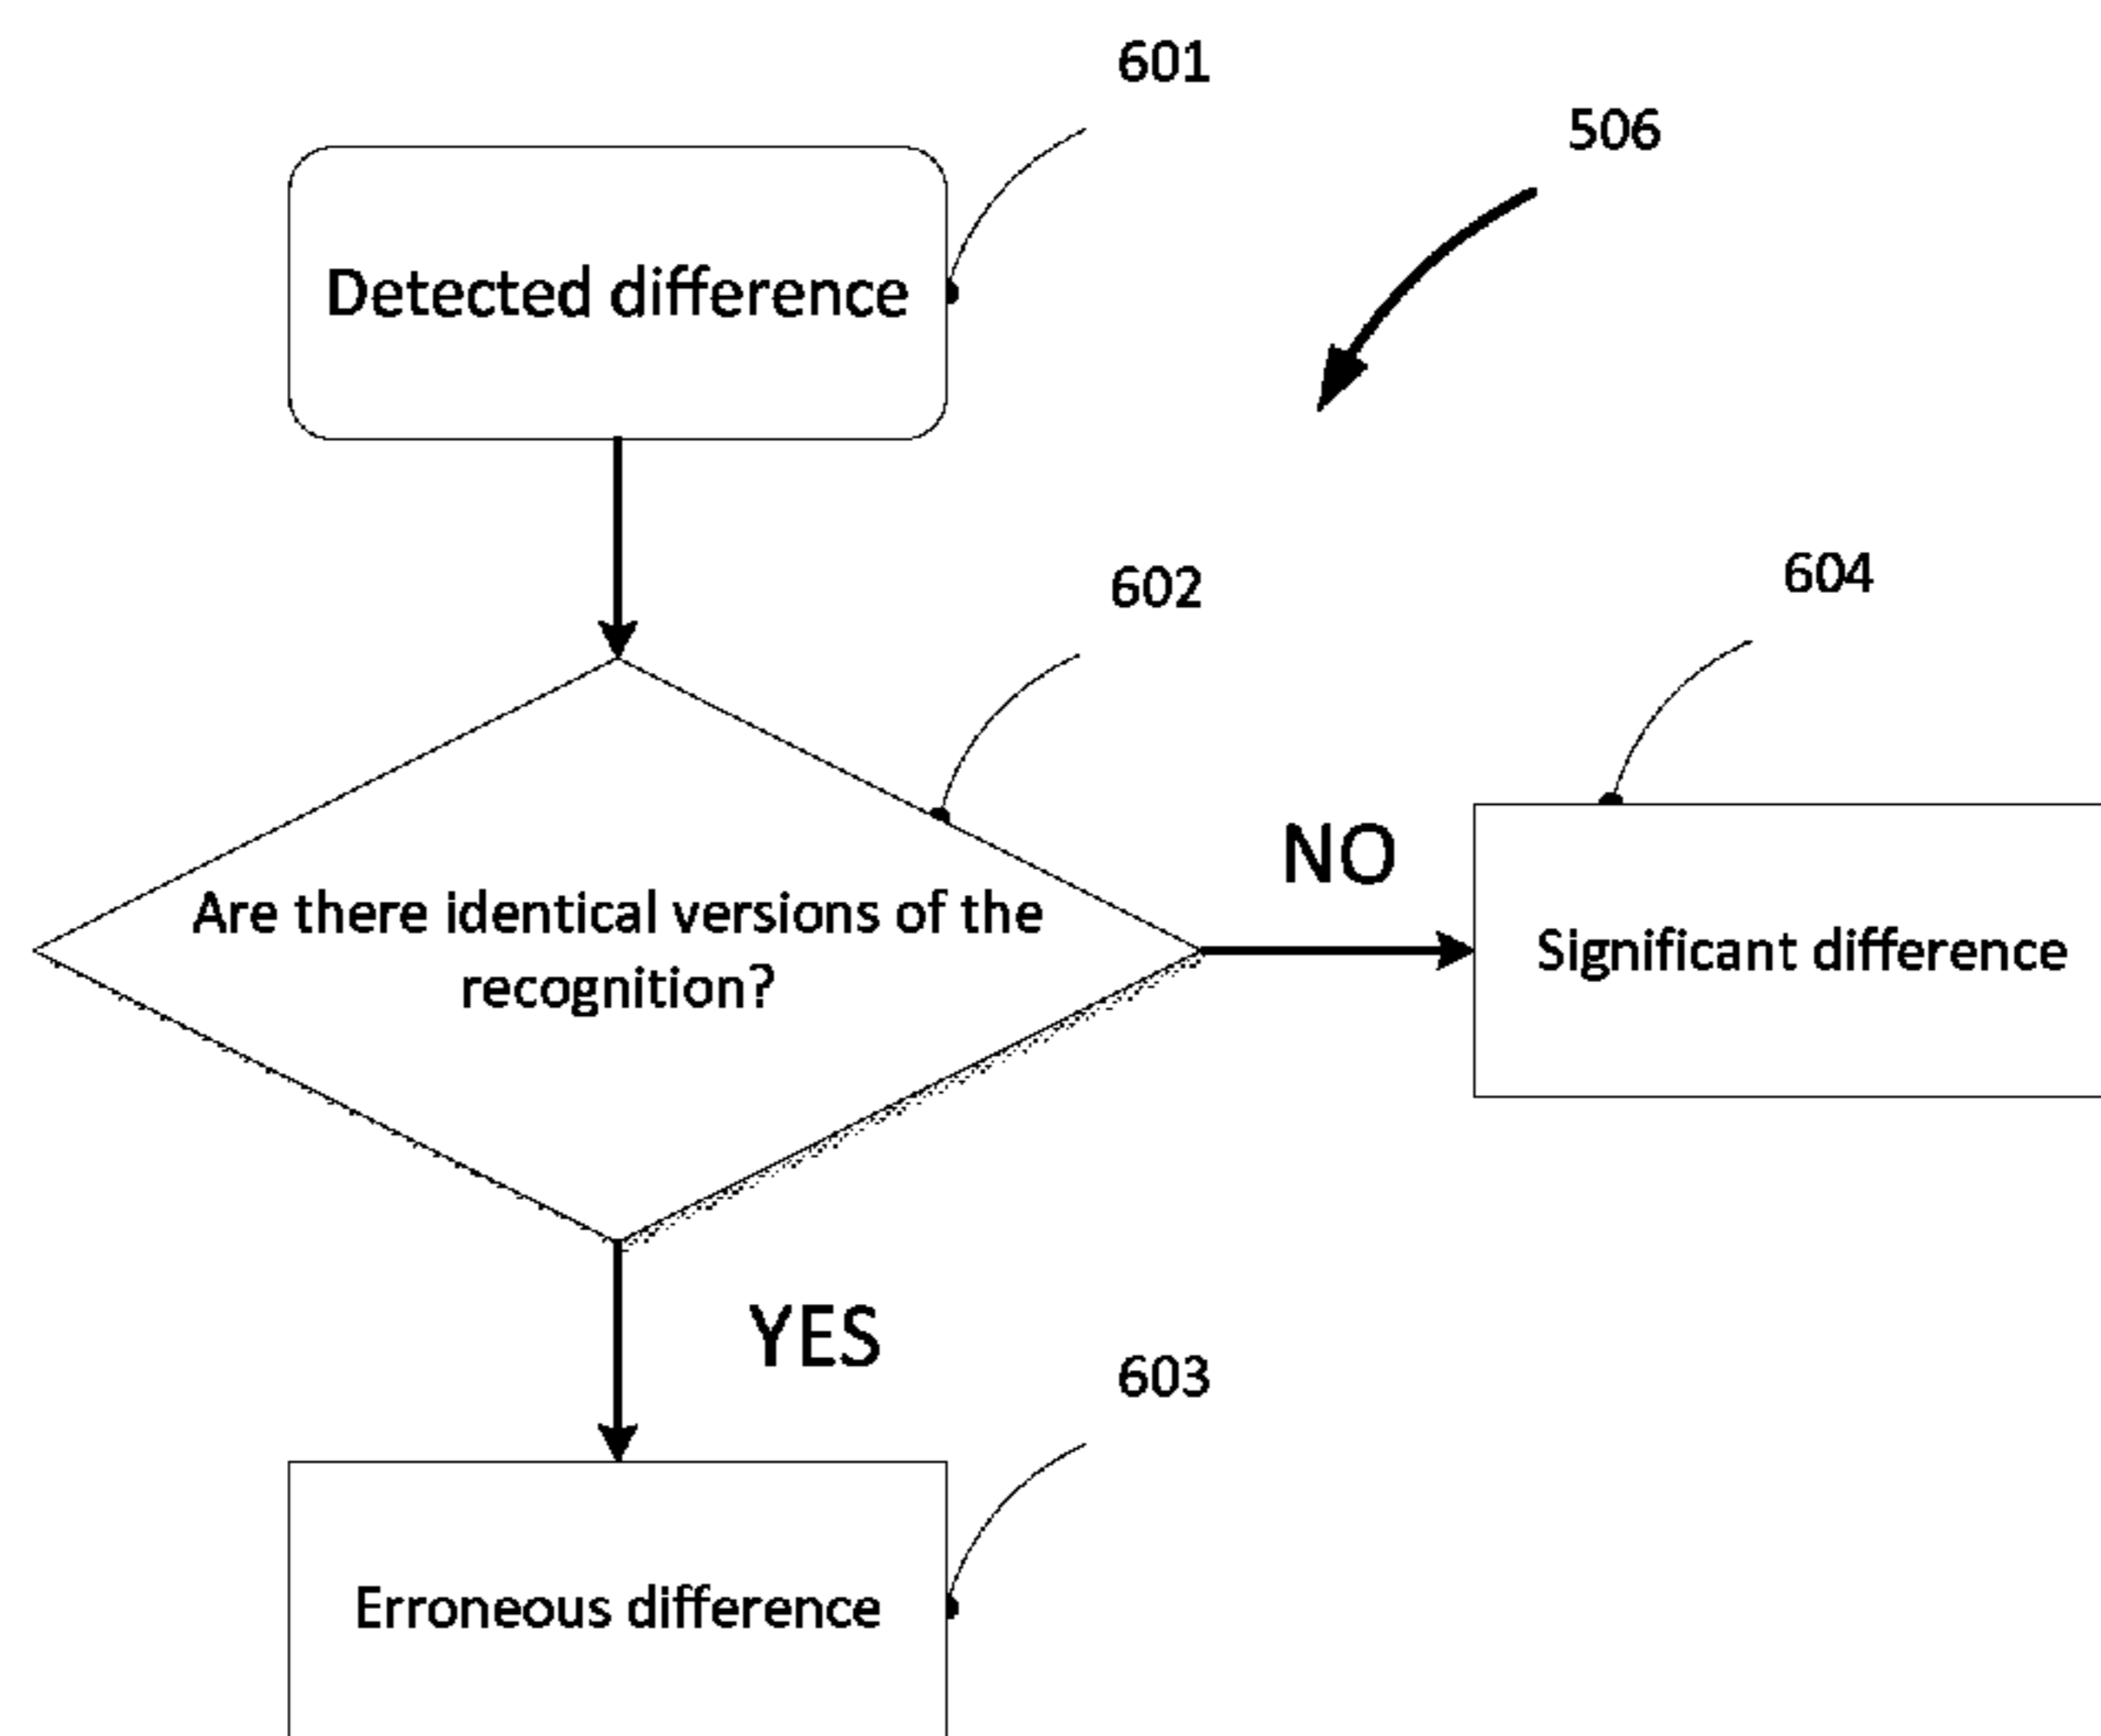 601
506
Detected difference
602
604
NO
Are there identical versions of the
recognition?
Significant difference
YES
603
Erroneous difference